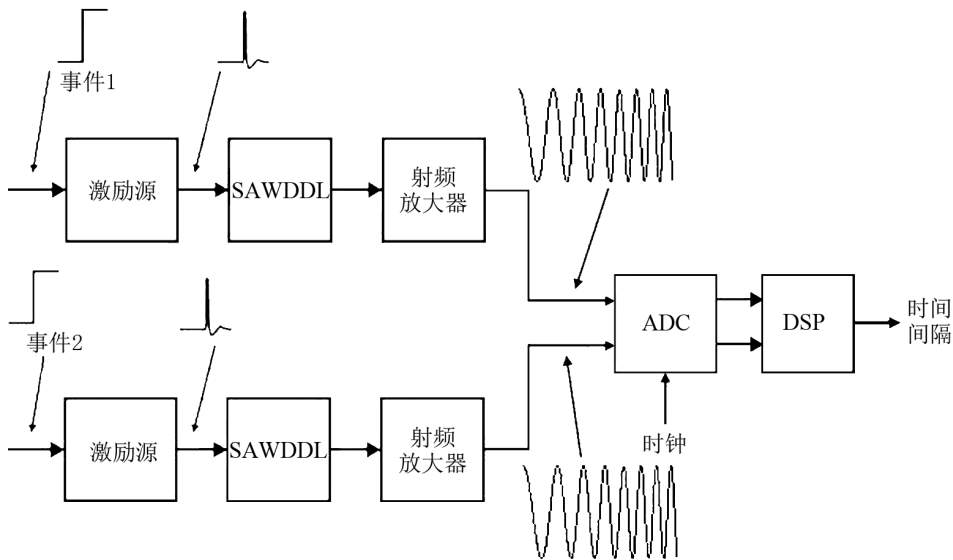 事件1
激励源
SAWDDL
射频
放大器
事件2
激励源
SAWDDL
射频
放大器
ADC
DSP
时间
间隔
时钟